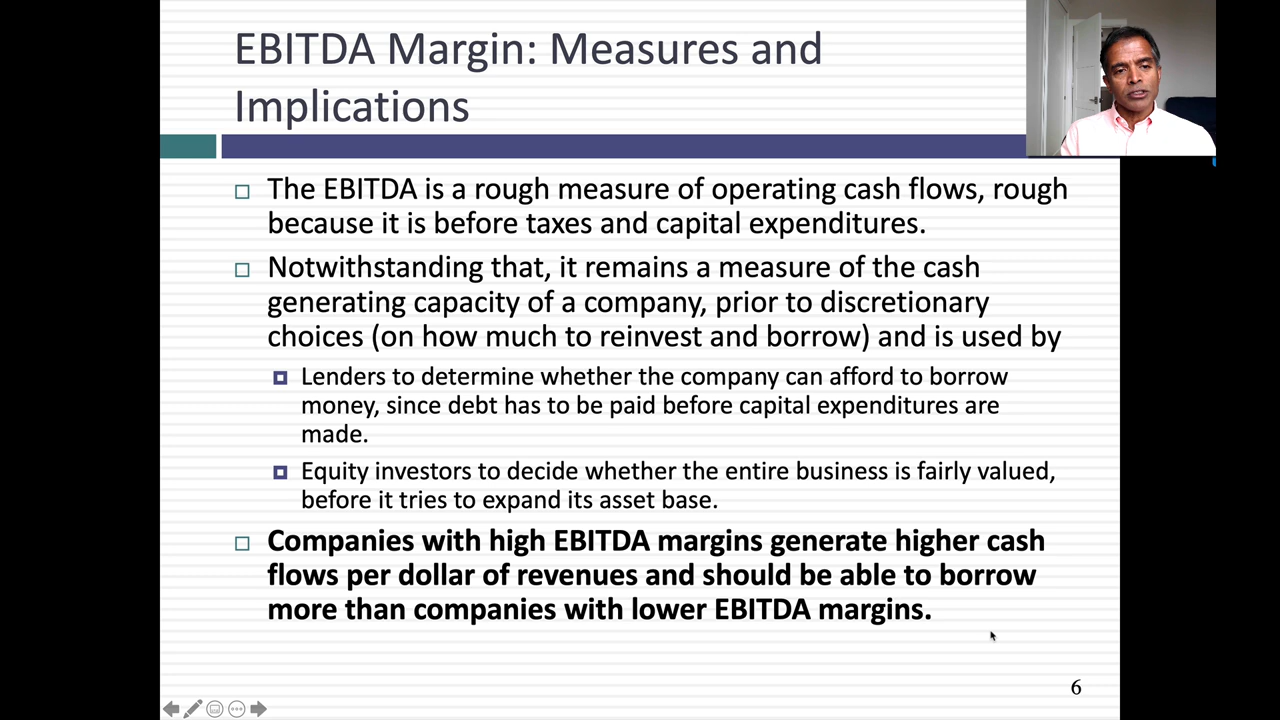 EBITDA Margin: Measures and
Implications
The EBITDA is a rough measure of operating cash flows, rough
because it is before taxes and capital expenditures.
Notwithstanding that, it remains a measure of the cash
generating capacity of a company, prior to discretionary
choices (on how much to reinvest and borrow) and is used by
Lenders to determine whether the company can afford to borrow
money, since debt has to be paid before capital expenditures are
made.
Equity investors to decide whether the entire business is fairly valued,
before it tries to expand its asset base.
Companies with high EBITDA margins generate higher cash
flows per dollar of revenues and should be able to borrow
more than companies with lower EBITDA margins.
6